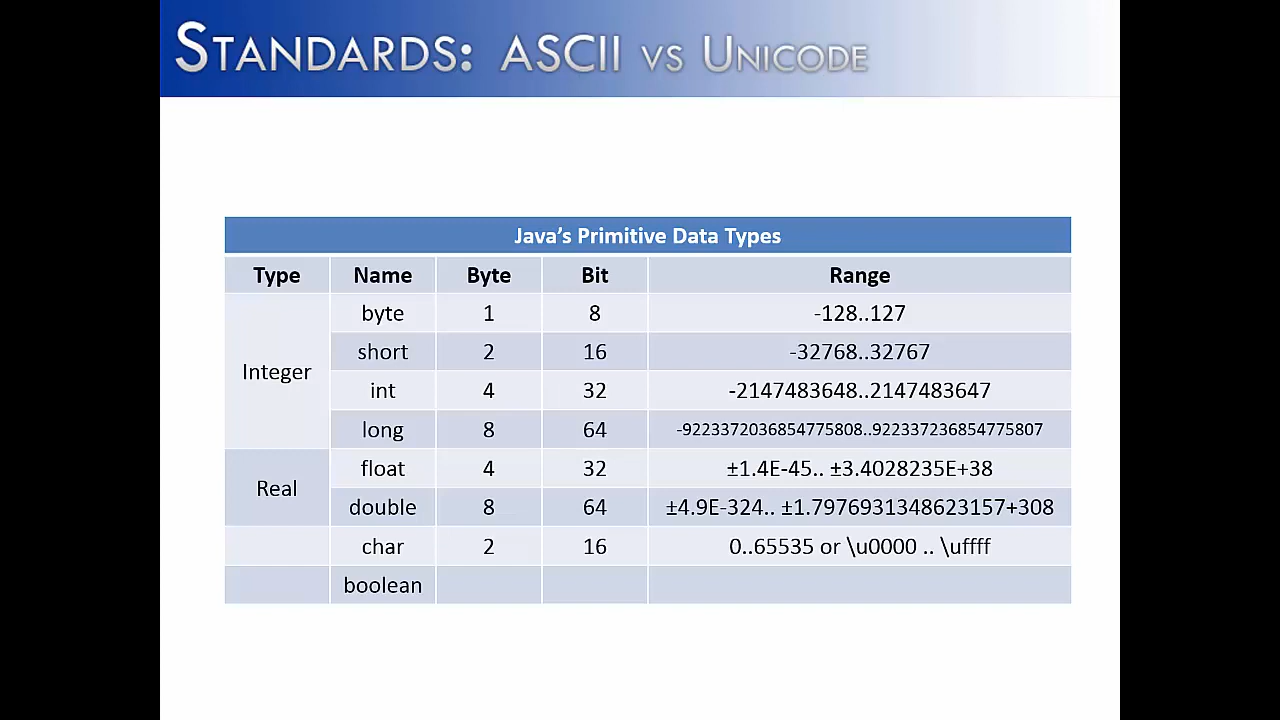 STANDARDS: ASCII VS UNICODE
Java’s Primitive Data Types
Type Name Byte Bit Range
Integer
byte 1 8 -128..127
short 2 16 -32768..32767
int 4 32 -2147483648..2147483647
long 8 64 -9223372036854775808..922337236854775807
Real
float 4 32 ±1.4E-45.. ±3.4028235E+38
double 8 64 ±4.9E-324.. ±1.7976931348623157+308
char 2 16 0..65535 or \u0000 .. \uffff
boolean